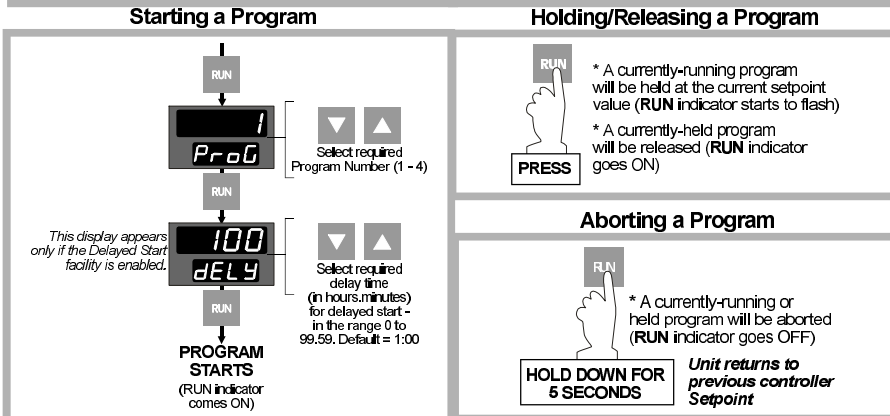 Starting a Program
RUN
1
ProG
Select required
Program Number (1 - 4)
RUN
This display appears
only if the Delayed Start
facility is enabled.
100
dELY
Select required
delay time
(in hours.minutes)
for delayed start -
in the range 0 to
99.59. Default = 1:00
RUN
PROGRAM
STARTS
(RUN indicator
comes ON)
Holding/Releasing a Program
RUN
PRESS
* A currently-running program
will be held at the current setpoint
value (RUN indicator starts to flash)
* A currently-held program
will be released (RUN indicator
goes ON)
Aborting a Program
RUN
HOLD DOWN FOR
5 SECONDS
* A currently-running or
held program will be aborted
(RUN indicator goes OFF)
Unit returns to
previous controller
Setpoint